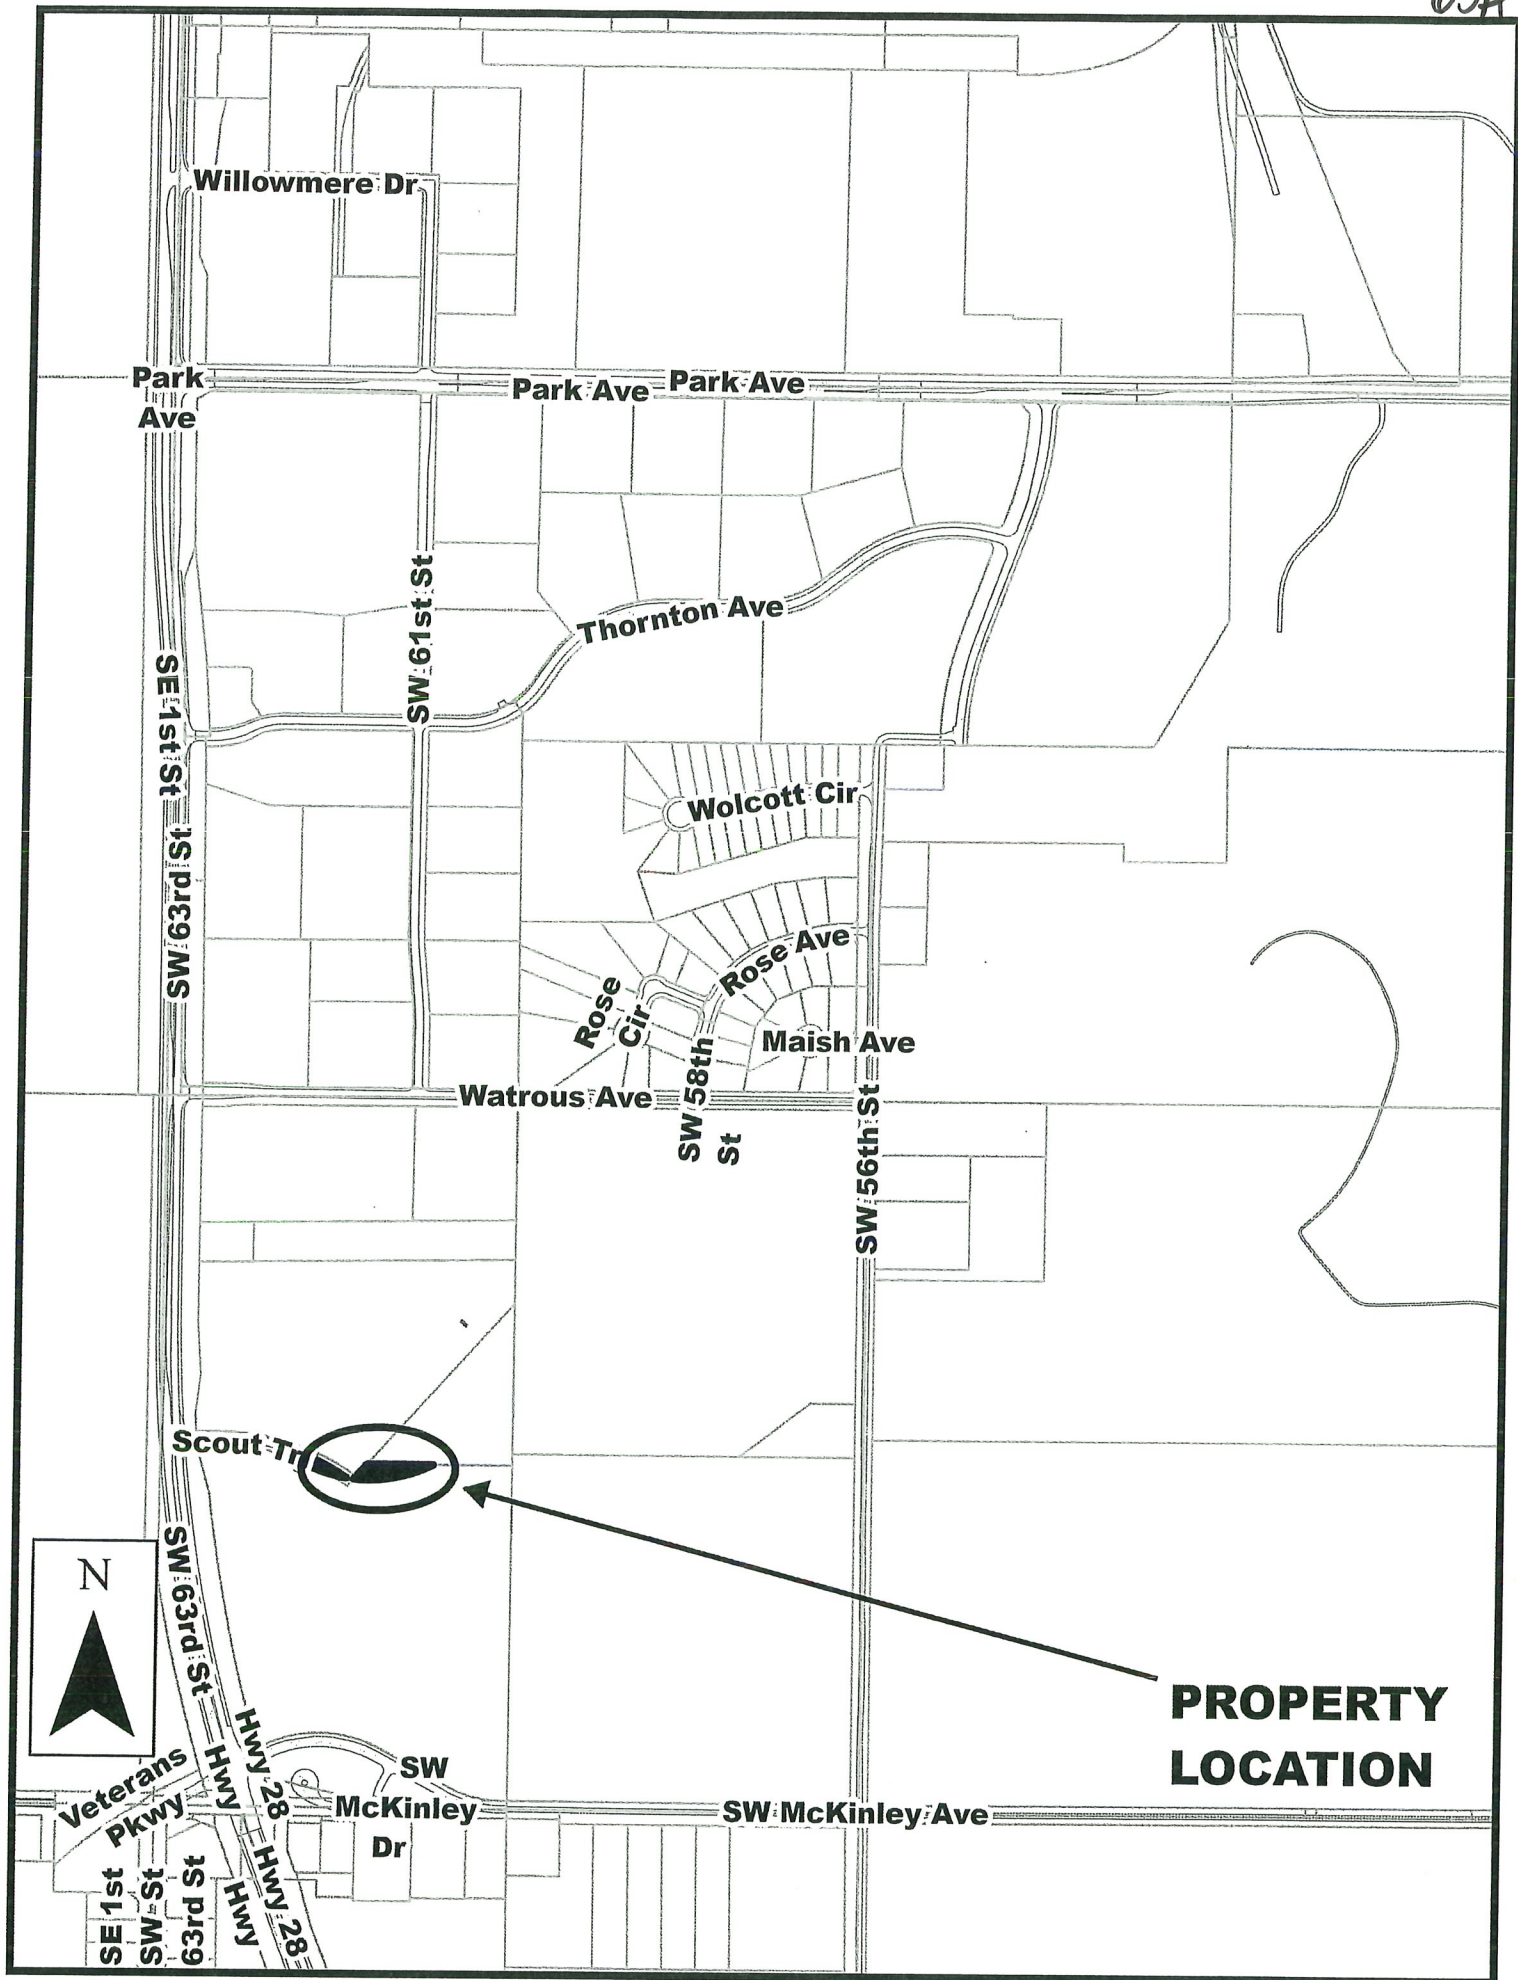 Willowmere Dr
Park
Ave
Park Ave
Park Ave
SW 61st St
Thornton Ave
SE 1st St
Wolcott Cir
SW 63rd St
Rose Ave
Rose
Cir
Maish Ave
Watrous Ave
SW 58th
St
SW 56th St
Scout Tr
N
SW 63rd St
PROPERTY
LOCATION
Veterans
Pkwy
Hwy
Hwy 28
SW
McKinley
Dr
SW McKinley Ave
SE 1st
SW St
63rd St
Hwy
Hwy 28